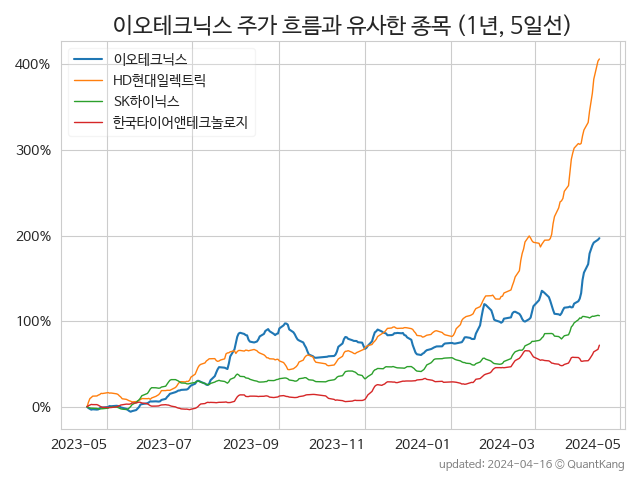 이오테크닉스 주가 흐름과 유사한 종목 (1년, 5일선)
이오테크닉스
HD현대일렉트릭
SK하이닉스
한국타이어앤테크놀로지
400%
300%
200%
100%
0%
2023-05 2023-07 2023-09 2023-11 2024-01 2024-03 2024-05
updated: 2024-04-16 © QuantKang